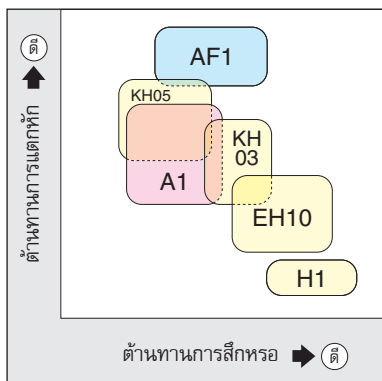 ดี
ต้านทานการแตกหัก
AF1
KH05
KH
03
A1
EH10
H1
ต้านทานการสึกหรอ
ดี